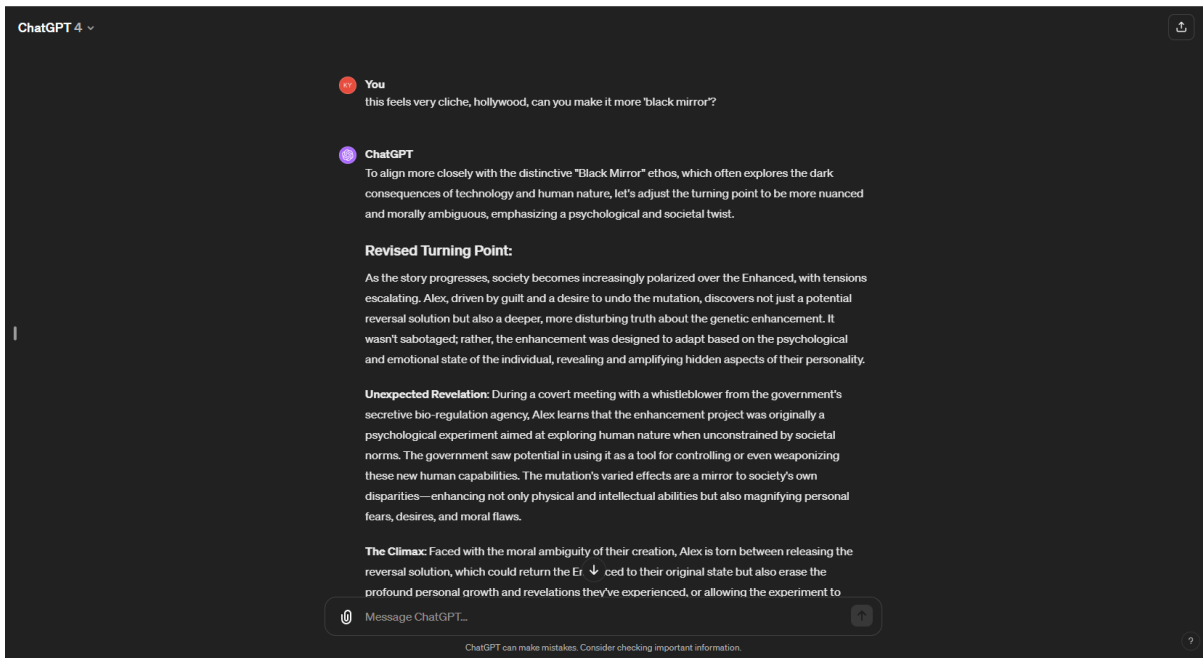 ChatGPT 4
KY
You
this feels very cliche, hollywood, can you make it more 'black mirror'?
ChatGPT
To align more closely with the distinctive "Black Mirror" ethos, which often explores the dark
consequences of technology and human nature, let's adjust the turning point to be more nuanced
and morally ambiguous, emphasizing a psychological and societal twist.
Revised Turning Point:
As the story progresses, society becomes increasingly polarized over the Enhanced, with tensions
escalating. Alex, driven by guilt and a desire to undo the mutation, discovers not just a potential
reversal solution but also a deeper, more disturbing truth about the genetic enhancement. It
wasn't sabotaged; rather, the enhancement was designed to adapt based on the psychological
and emotional state of the individual, revealing and amplifying hidden aspects of their personality.
Unexpected Revelation: During a covert meeting with a whistleblower from the government's
secretive bio-regulation agency, Alex learns that the enhancement project was originally a
psychological experiment aimed at exploring human nature when unconstrained by societal
norms. The government saw potential in using it as a tool for controlling or even weaponizing
these new human capabilities. The mutation's varied effects are a mirror to society's own
disparities—enhancing not only physical and intellectual abilities but also magnifying personal
fears, desires, and moral flaws.
The Climax: Faced with the moral ambiguity of their creation, Alex is torn between releasing the
reversal solution, which could return the to their original state but also erase the
profound personal growth and revelations they've experienced, or allowing the experiment to
Message ChatGPT...
ChatGPT can make mistakes. Consider checking important information.
?